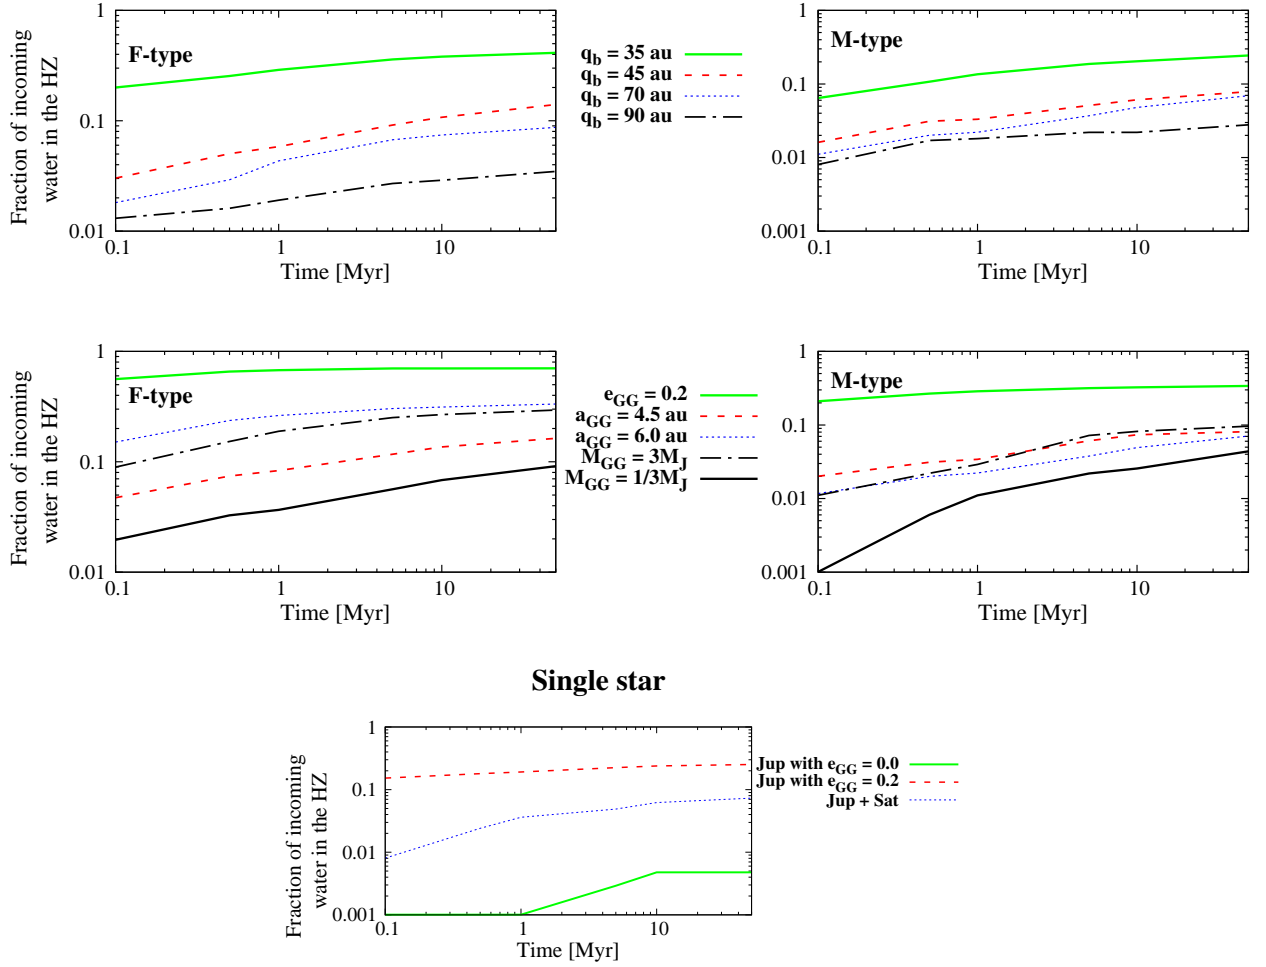 Fraction of incoming
water in the HZ
1
0.1
0.01
0.1
1
10
Time [Myr]
F-type
q_b = 35 au
q_b = 45 au
q_b = 70 au
q_b = 90 au
1
0.1
0.01
0.001
0.1
1
10
Time [Myr]
M-type
Fraction of incoming
water in the HZ
1
0.1
0.01
0.1
1
10
Time [Myr]
F-type
e_GG = 0.2
a_GG = 4.5 au
a_GG = 6.0 au
M_GG = 3M_J
M_GG = 1/3M_J
1
0.1
0.01
0.001
0.1
1
10
Time [Myr]
M-type
Single star
Fraction of incoming
water in the HZ
1
0.1
0.01
0.001
0.1
1
10
Time [Myr]
Jup with e_GG = 0.0
Jup with e_GG = 0.2
Jup + Sat